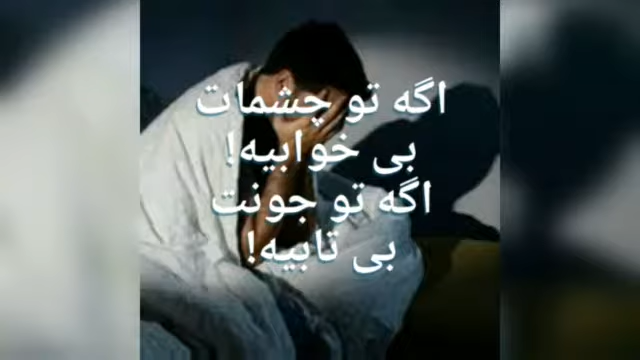 اگه تو چشمات
بی خوابیه!
اگه تو جونت
بی تابیه!